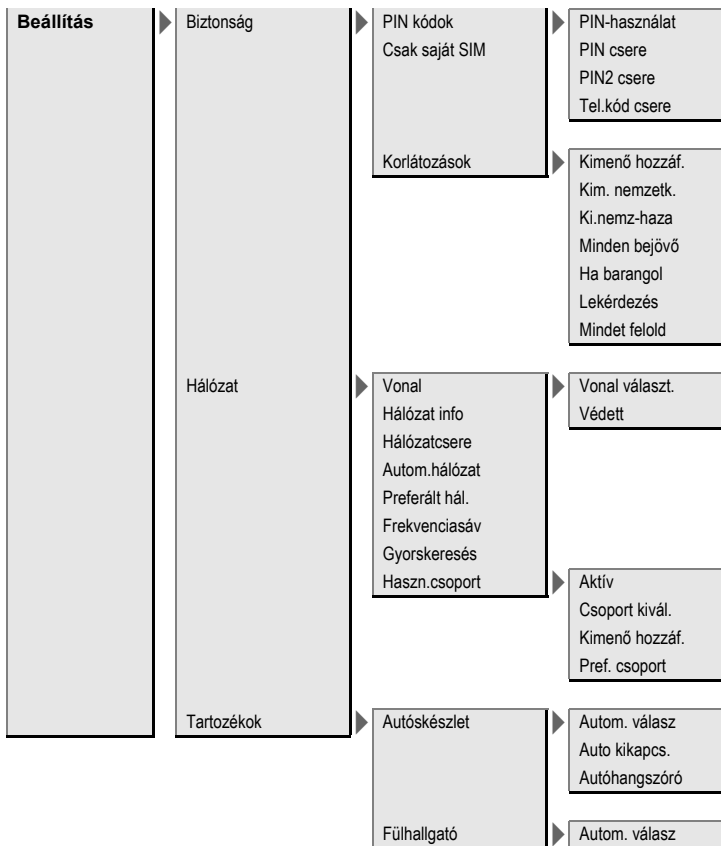 Beállítás
Biztonság
PIN kódok
PIN-használat
Csak saját SIM
PIN csere
PIN2 csere
Tel.kód csere
Korlátozások
Kimenő hozzáf.
Kim. nemzetk.
Ki.nemz-haza
Minden bejövő
Ha barangol
Lekérdezés
Mindet felold
Hálózat
Vonal
Vonal választ.
Hálózat info
Védett
Hálózatcsere
Autom.hálózat
Preferált hál.
Frekvenciasáv
Gyorskeresés
Haszn.csoport
Aktív
Csoport kivál.
Kimenő hozzáf.
Pref. csoport
Tartozékok
Autóskészlet
Autom. válasz
Auto kikapcs.
Autóhangszóró
Fülhallgató
Autom. válasz